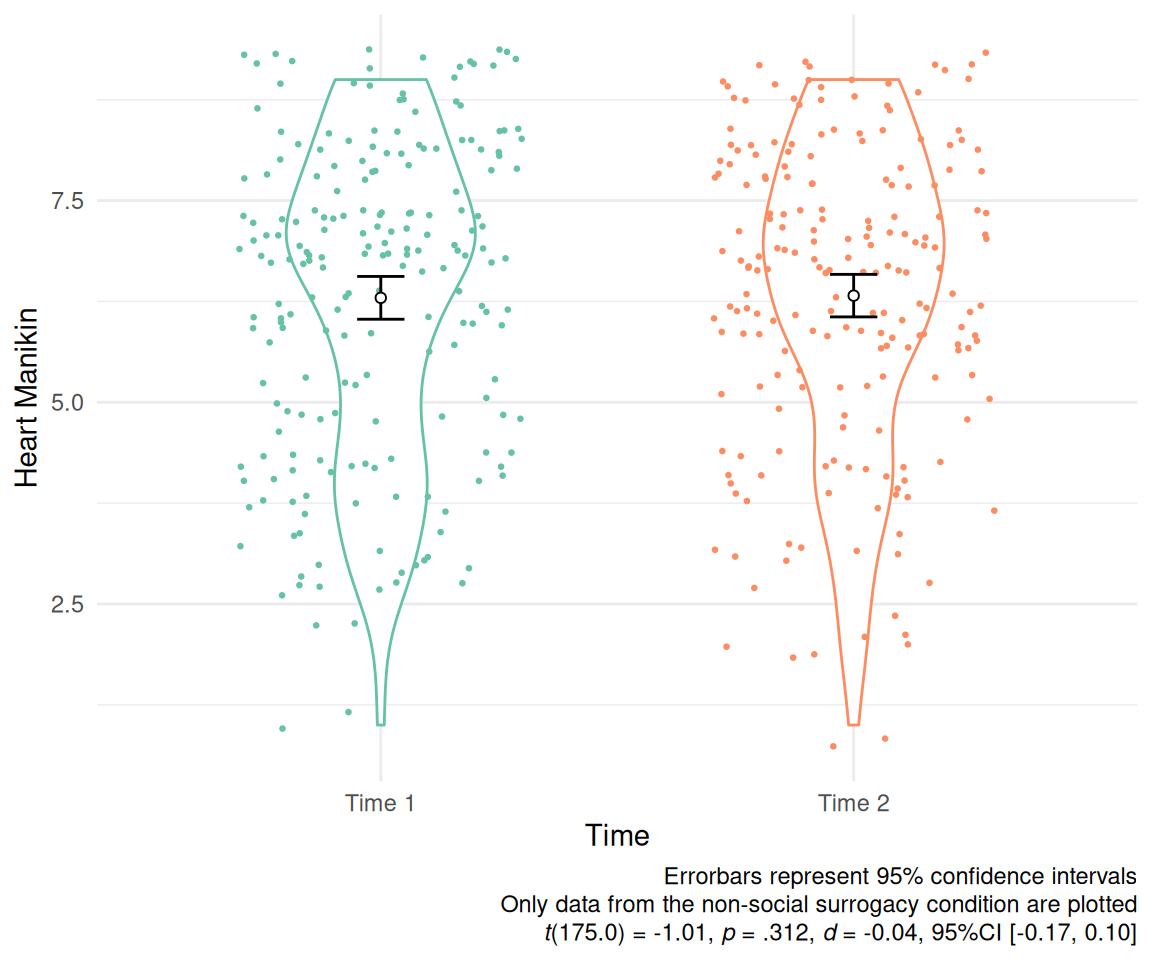 Heart Manikin
7.5
5.0
2.5
Time 1
Time 2
Time
Errorbars represent 95% confidence intervals
Only data from the non-social surrogacy condition are plotted
t(175.0) = -1.01, p = .312, d = -0.04, 95%CI [-0.17, 0.10]